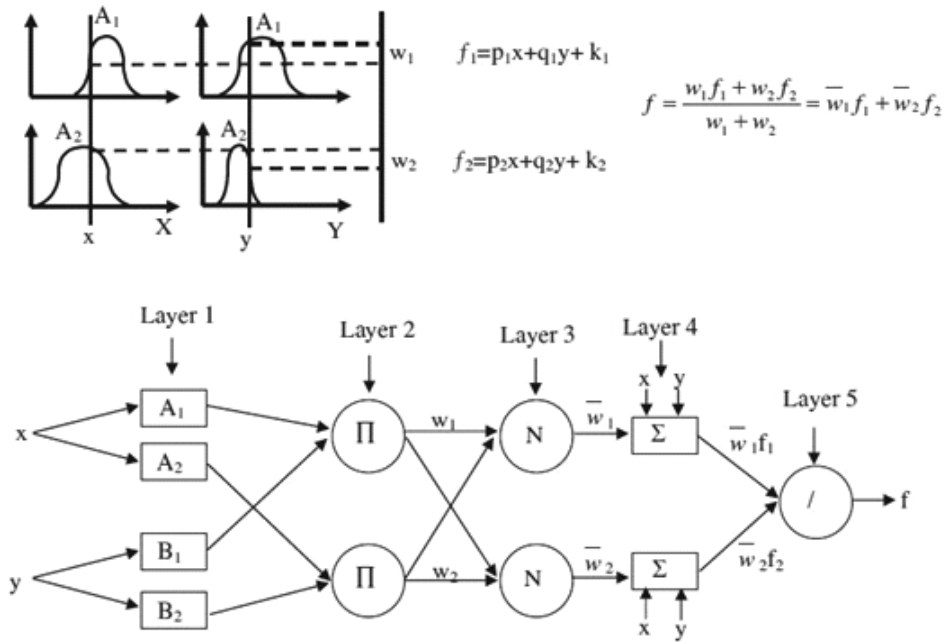 A₁ A₁
w₁ f₁=p₁x+q₁y+ k₁
f = (w₁f₁ + w₂f₂) / (w₁ + w₂) = w̅₁f₁ + w̅₂f₂
A₂ A₂
w₂ f₂=p₂x+q₂y+ k₂
X Y
x y
Layer 1 Layer 2 Layer 3 Layer 4 Layer 5
x y
x A₁ A₂
∏ w₁ N w̅₁ Σ w̅₁f₁
/ f
y B₁ B₂
∏ w₂ N w̅₂ Σ w̅₂f₂
x y